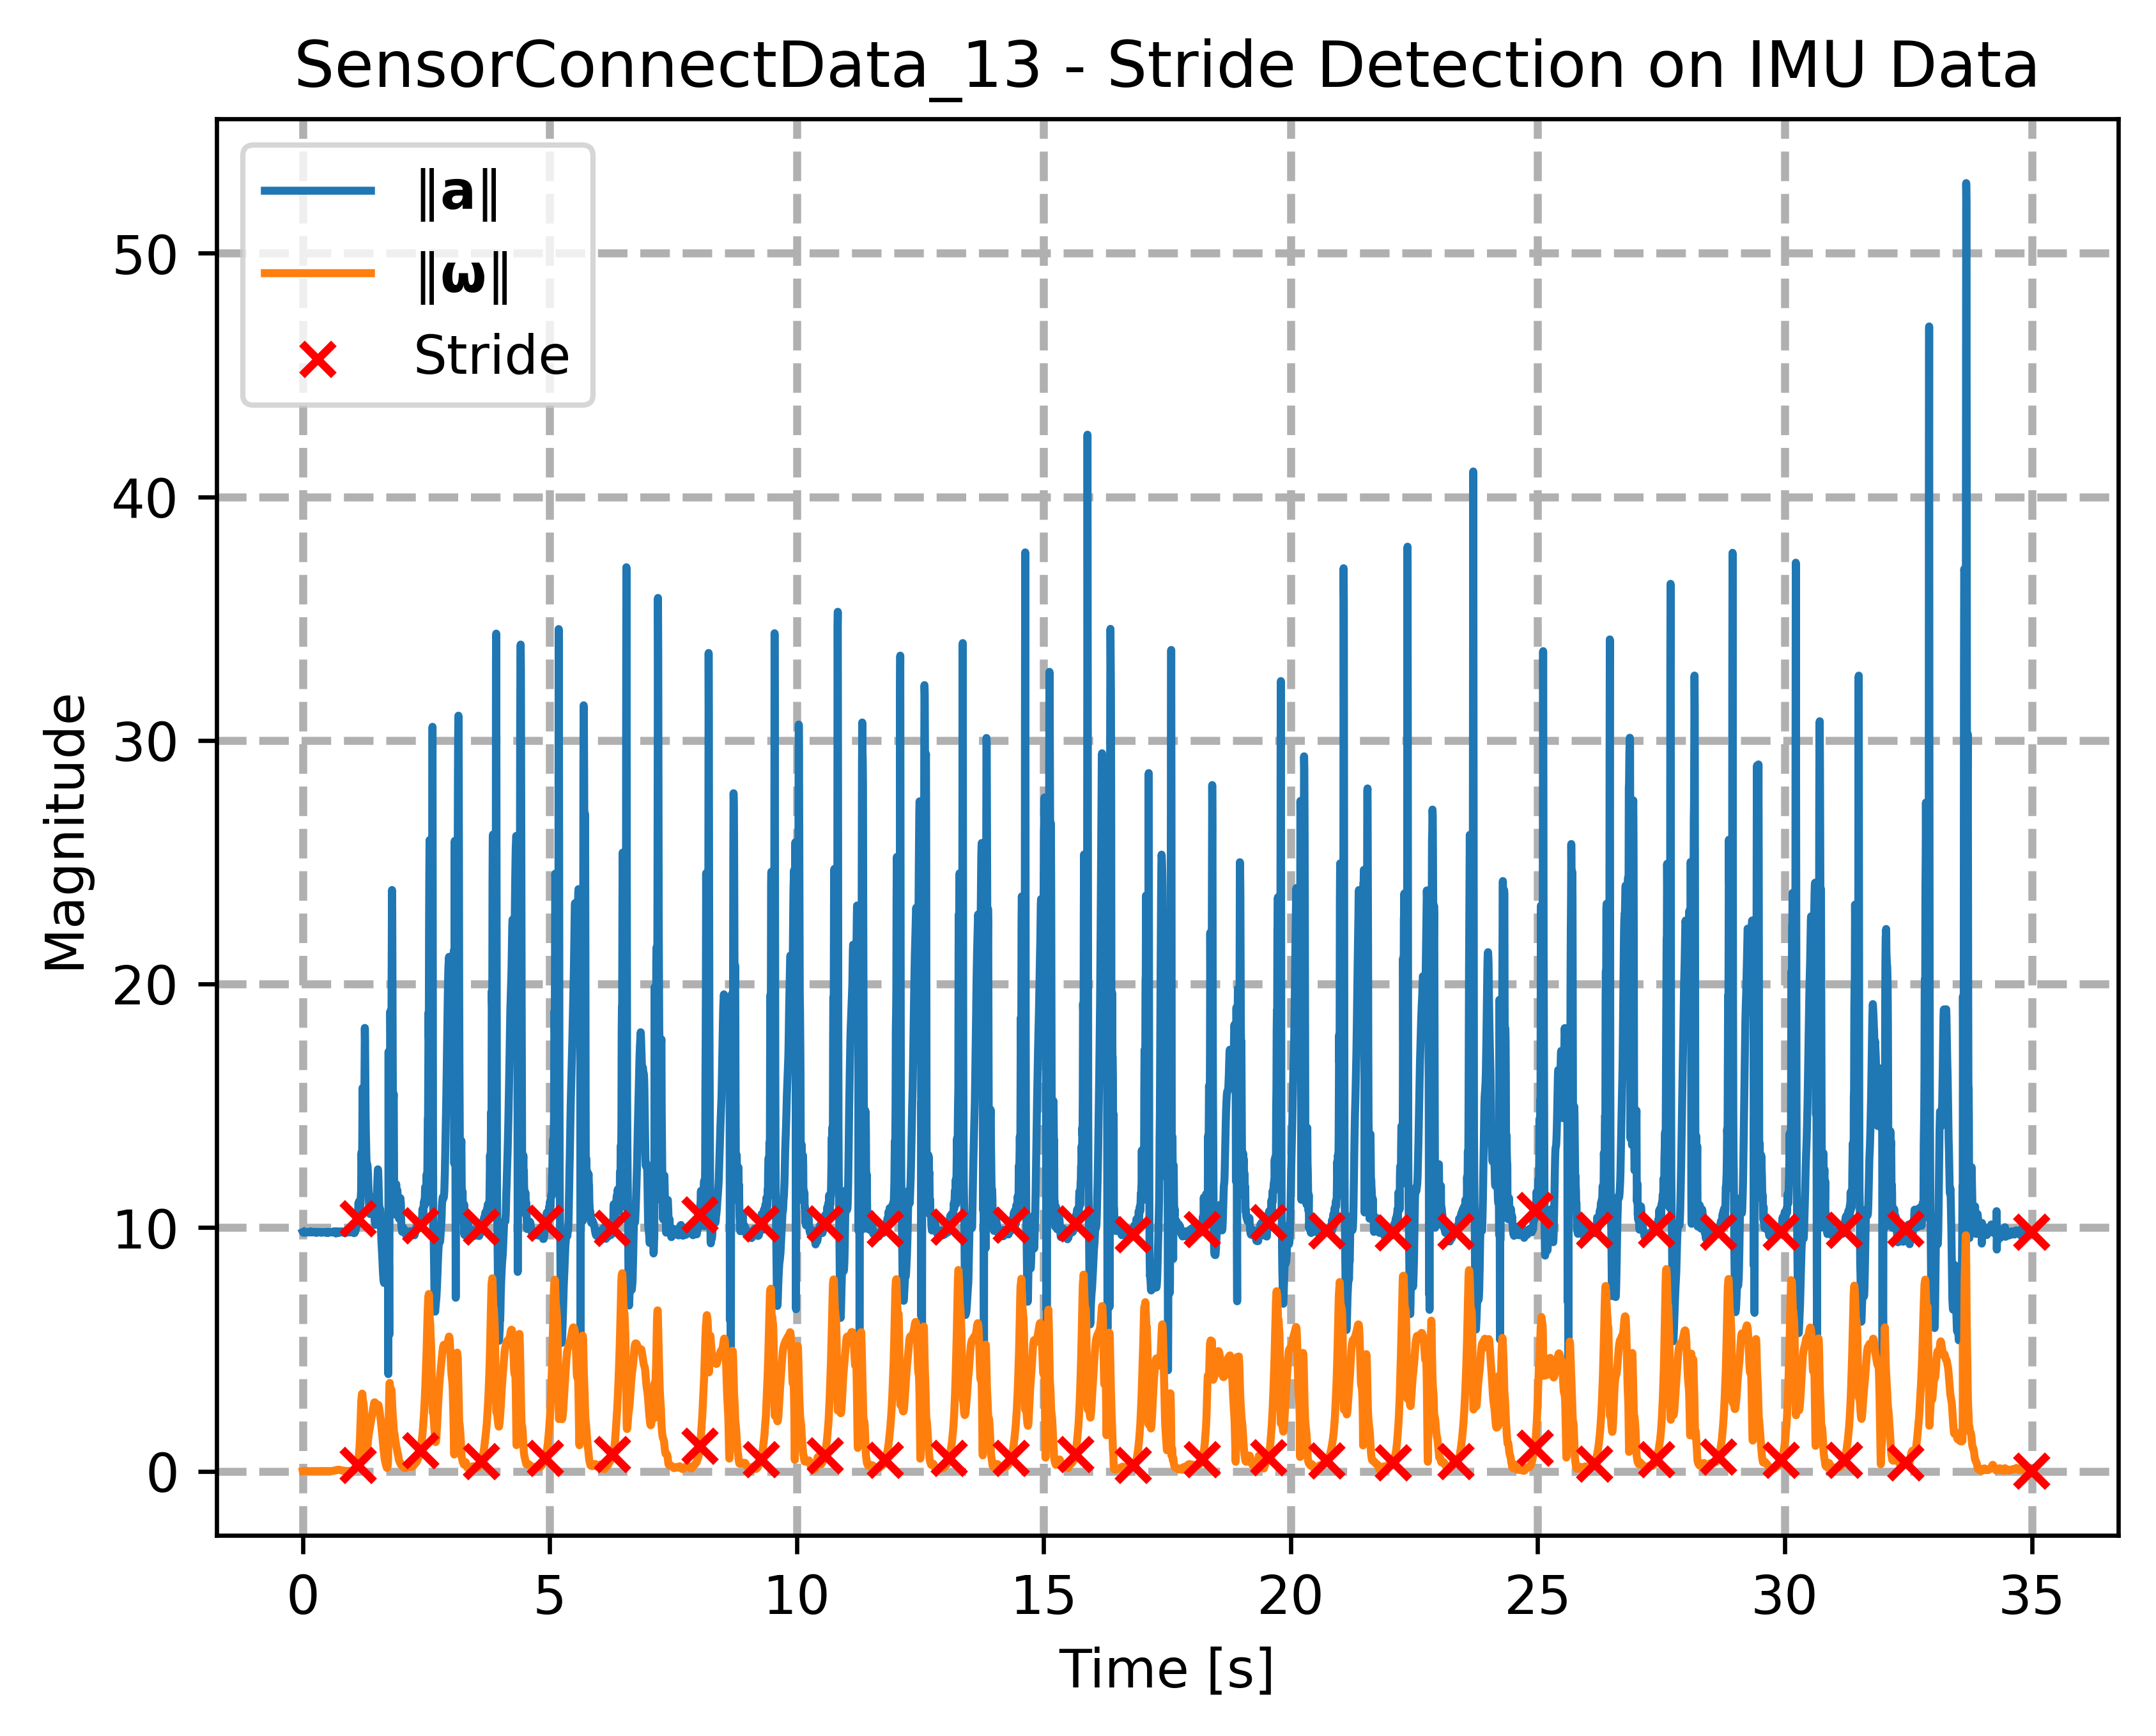 SensorConnectData_13 - Stride Detection on IMU Data
‖a‖
‖ω‖
Stride
50
40
30
20
10
0
Magnitude
0 5 10 15 20 25 30 35
Time [s]